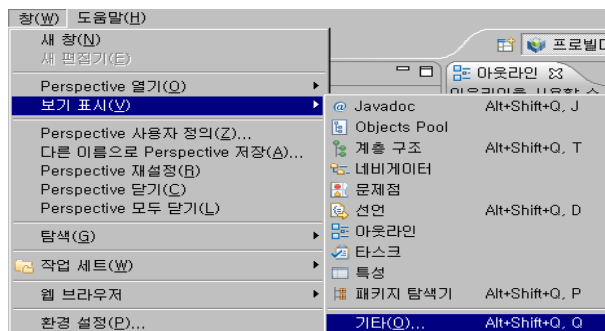 창(W) 도움말(H)
새 창(N)
새 편집기(E)
Perspective 열기(O)
보기 표시(V)
Perspective 사용자 정의(Z)...
다른 이름으로 Perspective 저장(A)...
Perspective 재설정(R)
Perspective 닫기(C)
Perspective 모두 닫기(L)
탐색(G)
작업 세트(W)
웹 브라우저
환경 설정(P)...
프로빌
아웃라인
@ Javadoc Alt+Shift+Q, J
Objects Pool
계층 구조 Alt+Shift+Q, T
네비게이터
문제점
선언 Alt+Shift+Q, D
아웃라인
타스크
특성
패키지 탐색기 Alt+Shift+Q, P
기타(O)... Alt+Shift+Q, Q